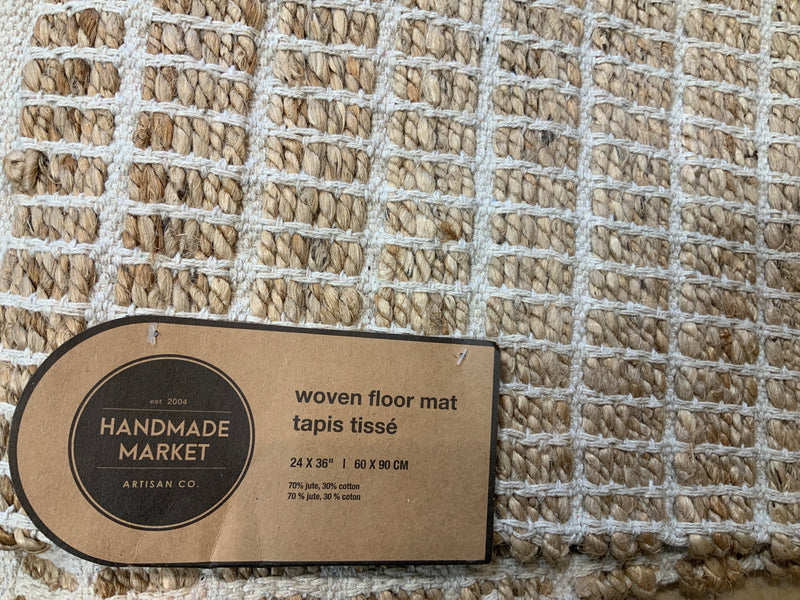 est 2004
HANDMADE
MARKET
ARTISAN CO.
woven floor mat
tapis tissé
24 X 36" | 60 X 90 CM
70% jute, 30% cotton
70 % jute, 30 % coton